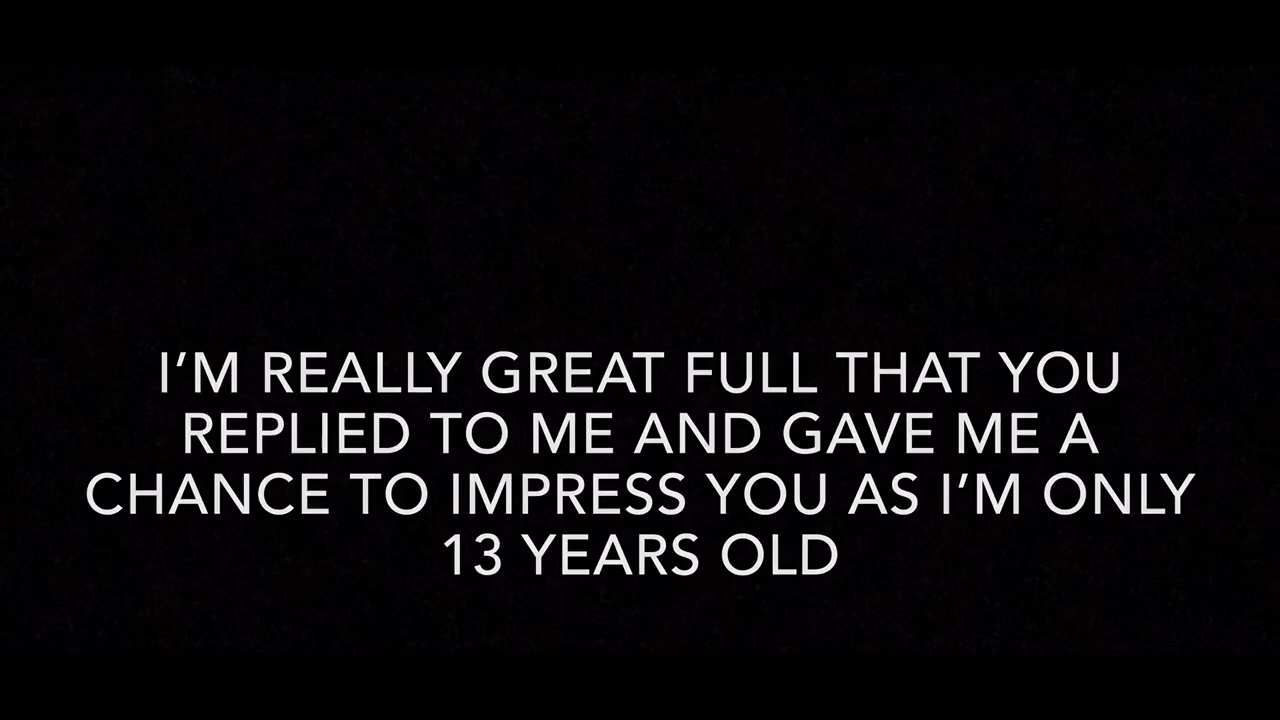 I'M REALLY GREAT FULL THAT YOU
REPLIED TO ME AND GAVE ME A
CHANCE TO IMPRESS YOU AS I'M ONLY
13 YEARS OLD